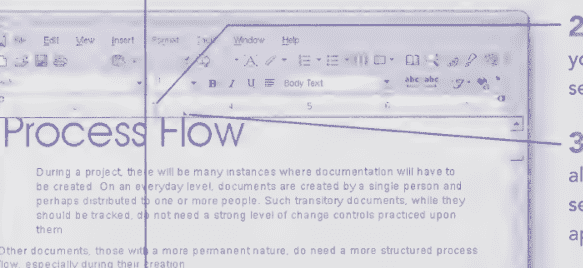 File Edit View Insert Format Tools Window Help
B I U Body Text abc abc
4 5 6
Process Flow
During a project, there will be many instances where documentation will have to
be created. On an everyday level, documents are created by a single person and
perhaps distributed to one or more people. Such transitory documents, while they
should be tracked, do not need a strong level of change controls practiced upon
them
Other documents, those with a more permanent nature, do need a more structured process
flow, especially during their creation
2
yo
se
3
al
se
ap